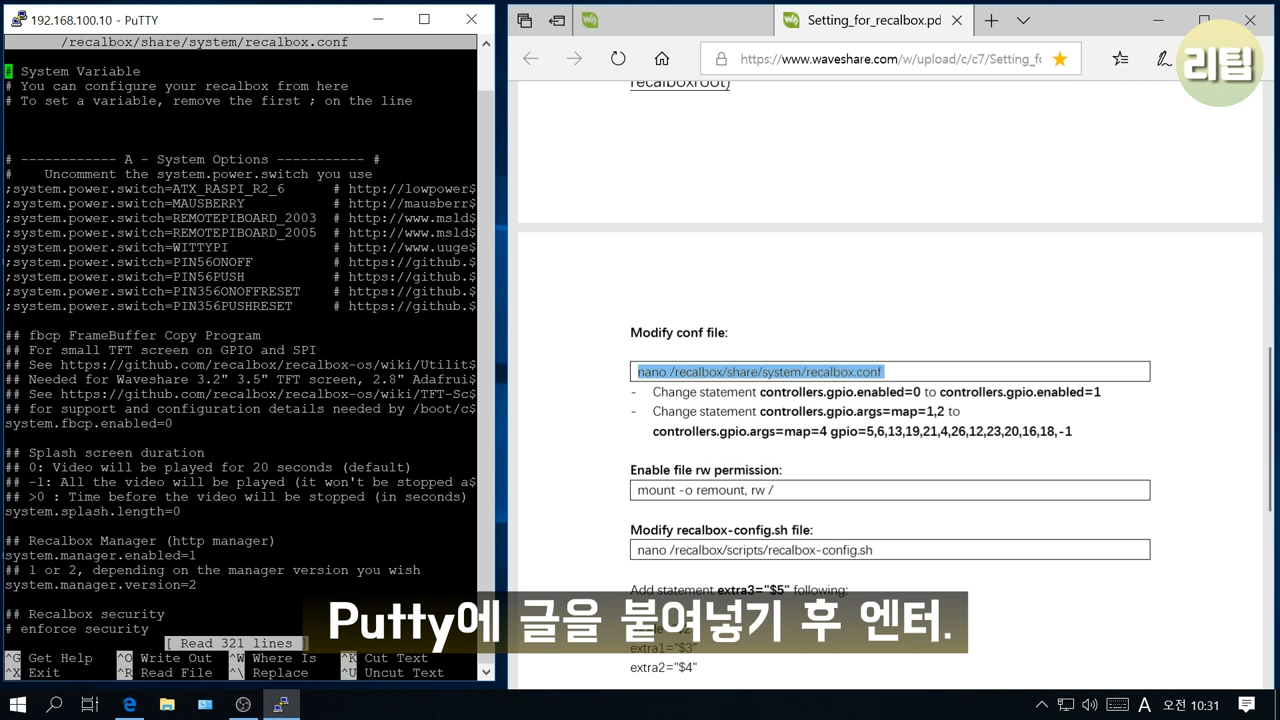 192.168.100.10 - PuTTY
/recalbox/share/system/recalbox.conf
# System Variable
# You can configure your recalbox from here
# To set a variable, remove the first ; on the line
# ------------ A - System Options ----------- #
#    Uncomment the system.power.switch you use
;system.power.switch=ATX_RASPI_R2_6      # http://lowpower$
;system.power.switch=MAUSBERRY           # http://mausberr$
;system.power.switch=REMOTEPIBOARD_2003  # http://www.msld$
;system.power.switch=REMOTEPIBOARD_2005  # http://www.msld$
;system.power.switch=WITTYPI             # http://www.uuge$
;system.power.switch=PIN56ONOFF          # https://github.$
;system.power.switch=PIN56PUSH           # https://github.$
;system.power.switch=PIN356ONOFFRESET    # https://github.$
;system.power.switch=PIN356PUSHRESET     # https://github.$
## fbcp FrameBuffer Copy Program
## For small TFT screen on GPIO and SPI
## See https://github.com/recalbox/recalbox-os/wiki/Utilit$
## Needed for Waveshare 3.2" 3.5" TFT screen, 2.8" Adafrui$
## See https://github.com/recalbox/recalbox-os/wiki/TFT-Sc$
## for support and configuration details needed by /boot/c$
system.fbcp.enabled=0
## Splash screen duration
## 0: Video will be played for 20 seconds (default)
## -1: All the video will be played (it won't be stopped a$
## >0 : Time before the video will be stopped (in seconds)
system.splash.length=0
## Recalbox Manager (http manager)
system.manager.enabled=1
## 1 or 2, depending on the manager version you wish
system.manager.version=2
## Recalbox security
# enforce security
[ Read 321 lines ]
^G Get Help  ^O Write Out  ^W Where Is  ^K Cut Text
^X Exit  ^R Read File  ^\ Replace  ^U Uncut Text
Setting_for_recalbox.pd
https://www.waveshare.com/w/upload/c/c7/Setting_fo
리팀
recalboxroot)
Modify conf file:
nano /recalbox/share/system/recalbox.conf
- Change statement controllers.gpio.enabled=0 to controllers.gpio.enabled=1
- Change statement controllers.gpio.args=map=1,2 to
controllers.gpio.args=map=4 gpio=5,6,13,19,21,4,26,12,23,20,16,18,-1
Enable file rw permission:
mount -o remount, rw /
Modify recalbox-config.sh file:
nano /recalbox/scripts/recalbox-config.sh
Add statement extra3="$5" following:
extra1="$3"
extra2="$4"
Putty에 글을 붙여넣기 후 엔터.
A 오전 10:31